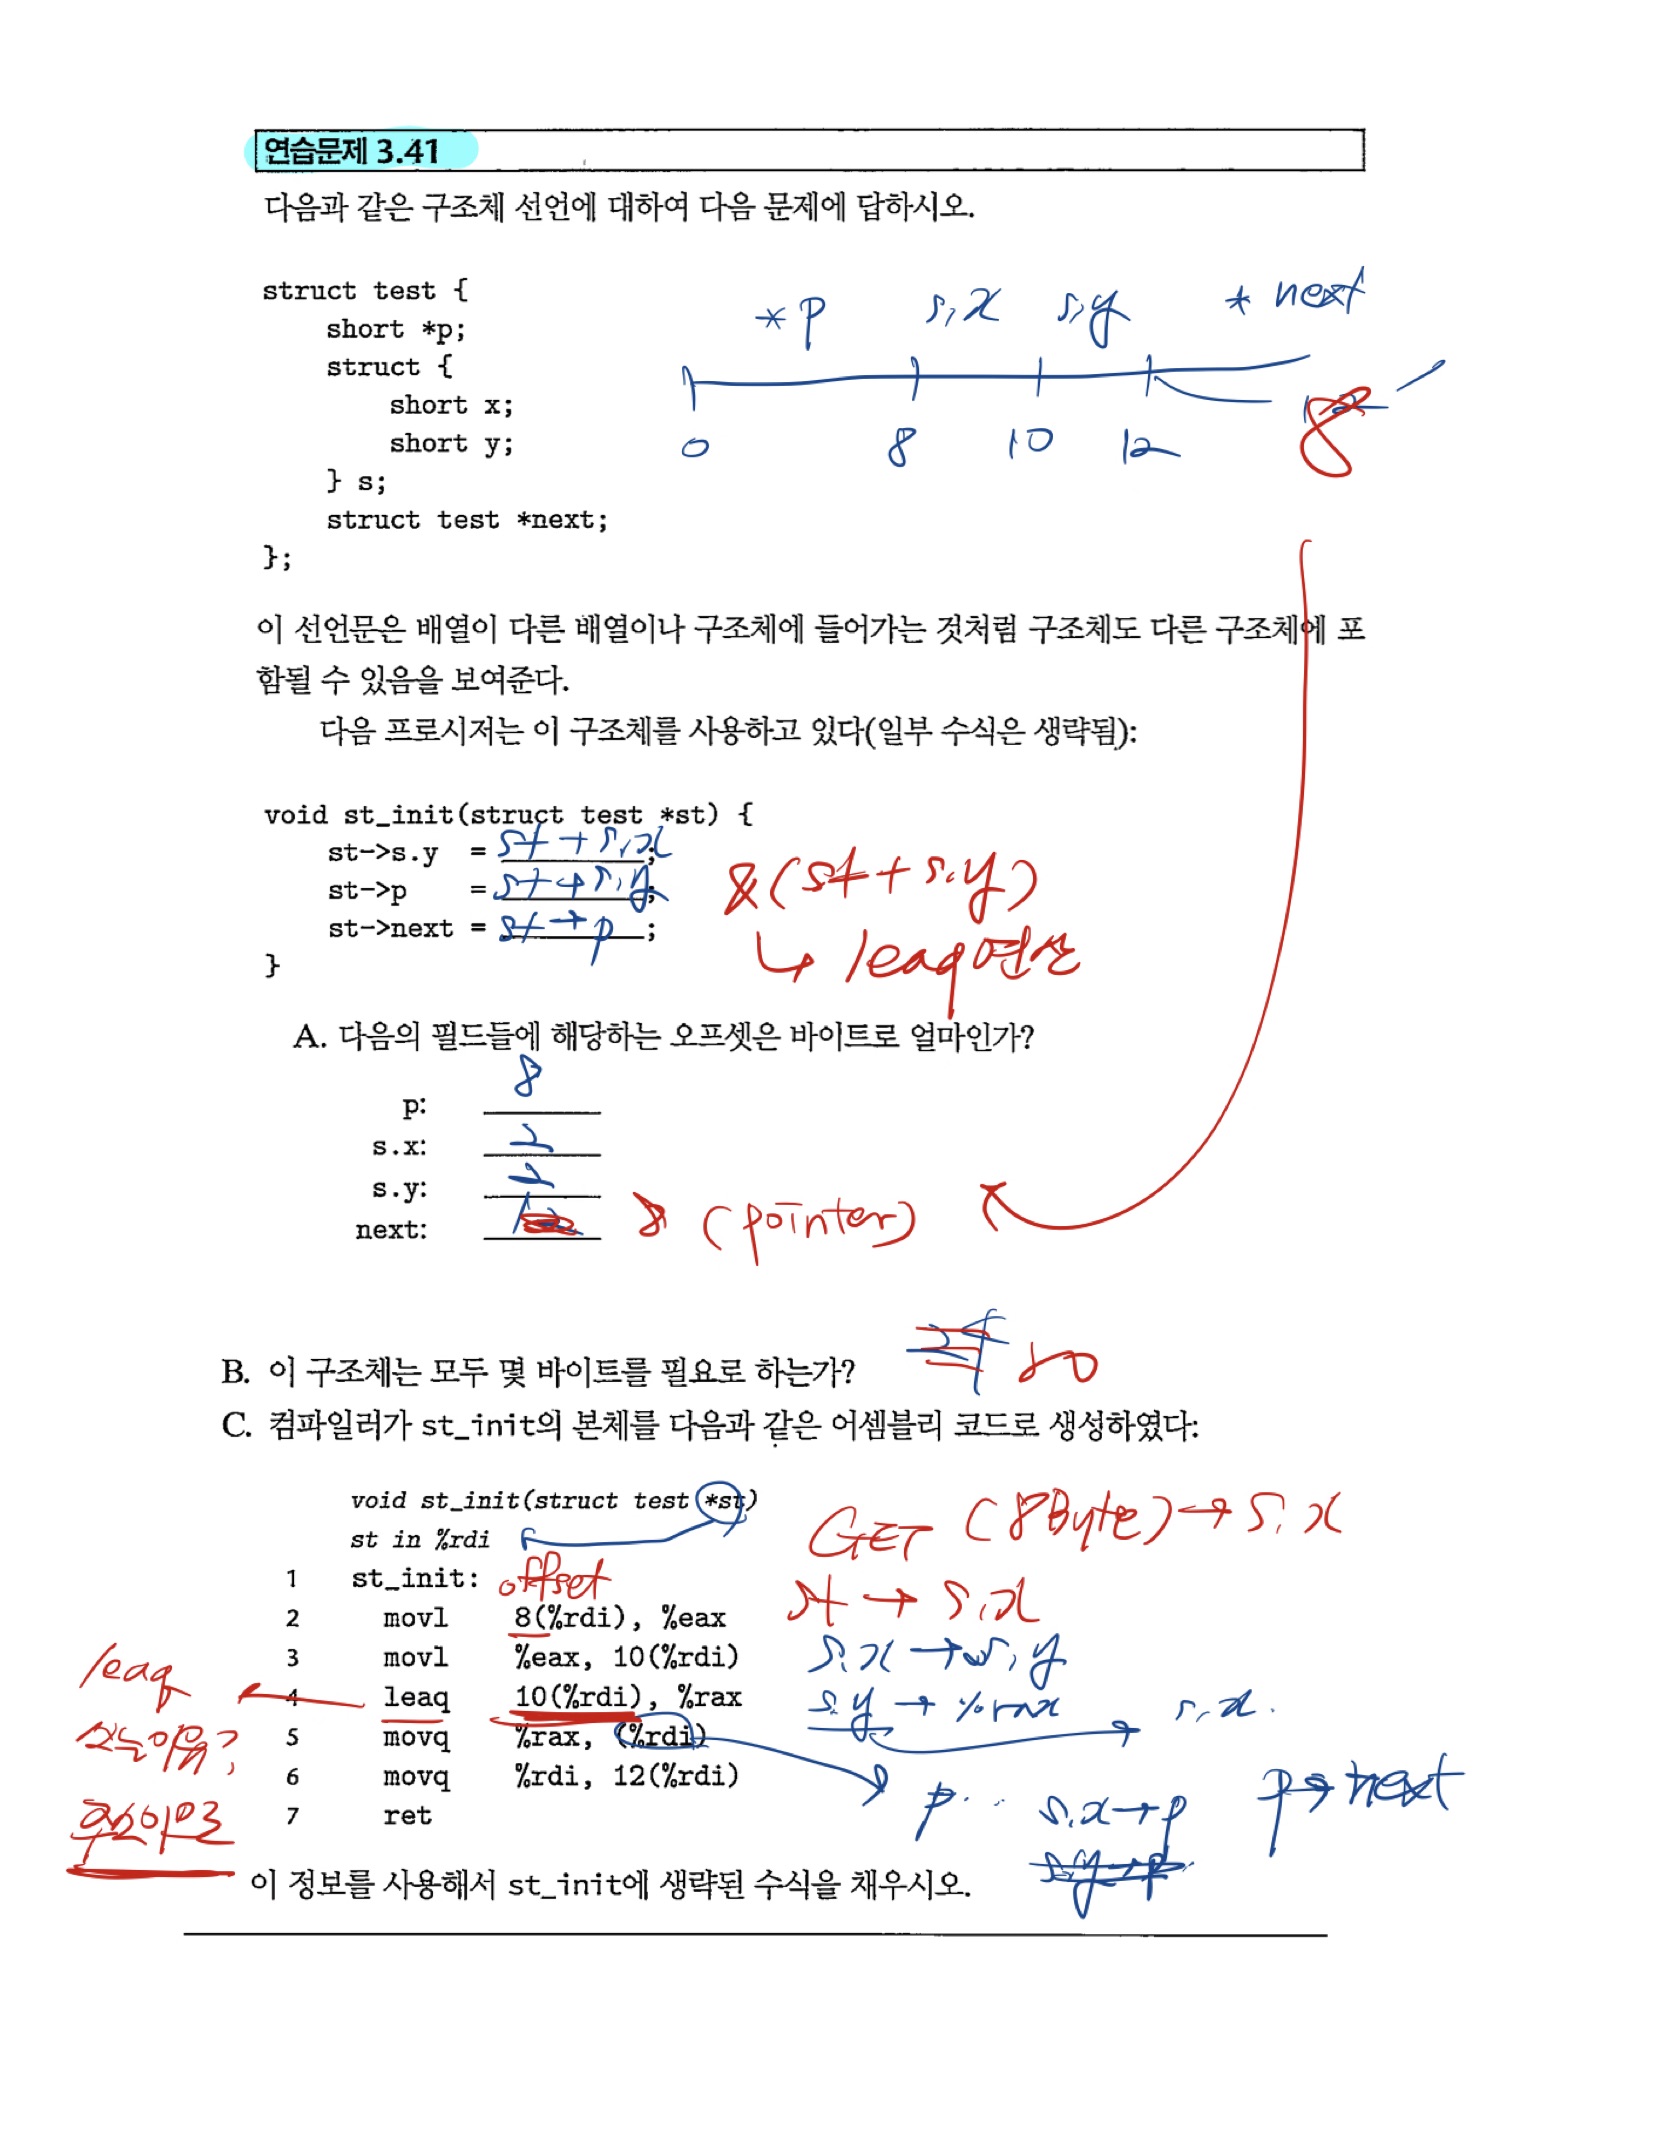 연습문제 3.41
다음과 같은 구조체 선언에 대하여 다음 문제에 답하시오.
struct test {
short *p;
struct {
short x;
short y;
} s;
struct test *next;
};
*p s.x s.y * next
0 8 10 12 8
이 선언문은 배열이 다른 배열이나 구조체에 들어가는 것처럼 구조체도 다른 구조체에 포
함될 수 있음을 보여준다.
다음 프로시저는 이 구조체를 사용하고 있다(일부 수식은 생략됨):
void st_init(struct test *st) {
st->s.y = st → s.x ;
st->p = st → s.y ;
st->next = st → p ;
}
&(st → s.y)
↳ leaq 연산
A. 다음의 필드들에 해당하는 오프셋은 바이트로 얼마인가?
p: 8
s.x: 2
s.y: 2
next: 8 (pointer)
B. 이 구조체는 모두 몇 바이트를 필요로 하는가? 20
C. 컴파일러가 st_init의 본체를 다음과 같은 어셈블리 코드로 생성하였다:
void st_init(struct test *st)
st in %rdi
GET (8Byte) → s.x
1 st_init: offset
st → s.x
2 movl 8(%rdi), %eax
3 movl %eax, 10(%rdi) s.x → s.y
4 leaq 10(%rdi), %rax s.y → %rax s.x.
5 movq %rax, (%rdi)
6 movq %rdi, 12(%rdi) p.. s.x → p p → next
7 ret
s.y → p
leaq
쓰는 이유?
주소이므로
이 정보를 사용해서 st_init에 생략된 수식을 채우시오.